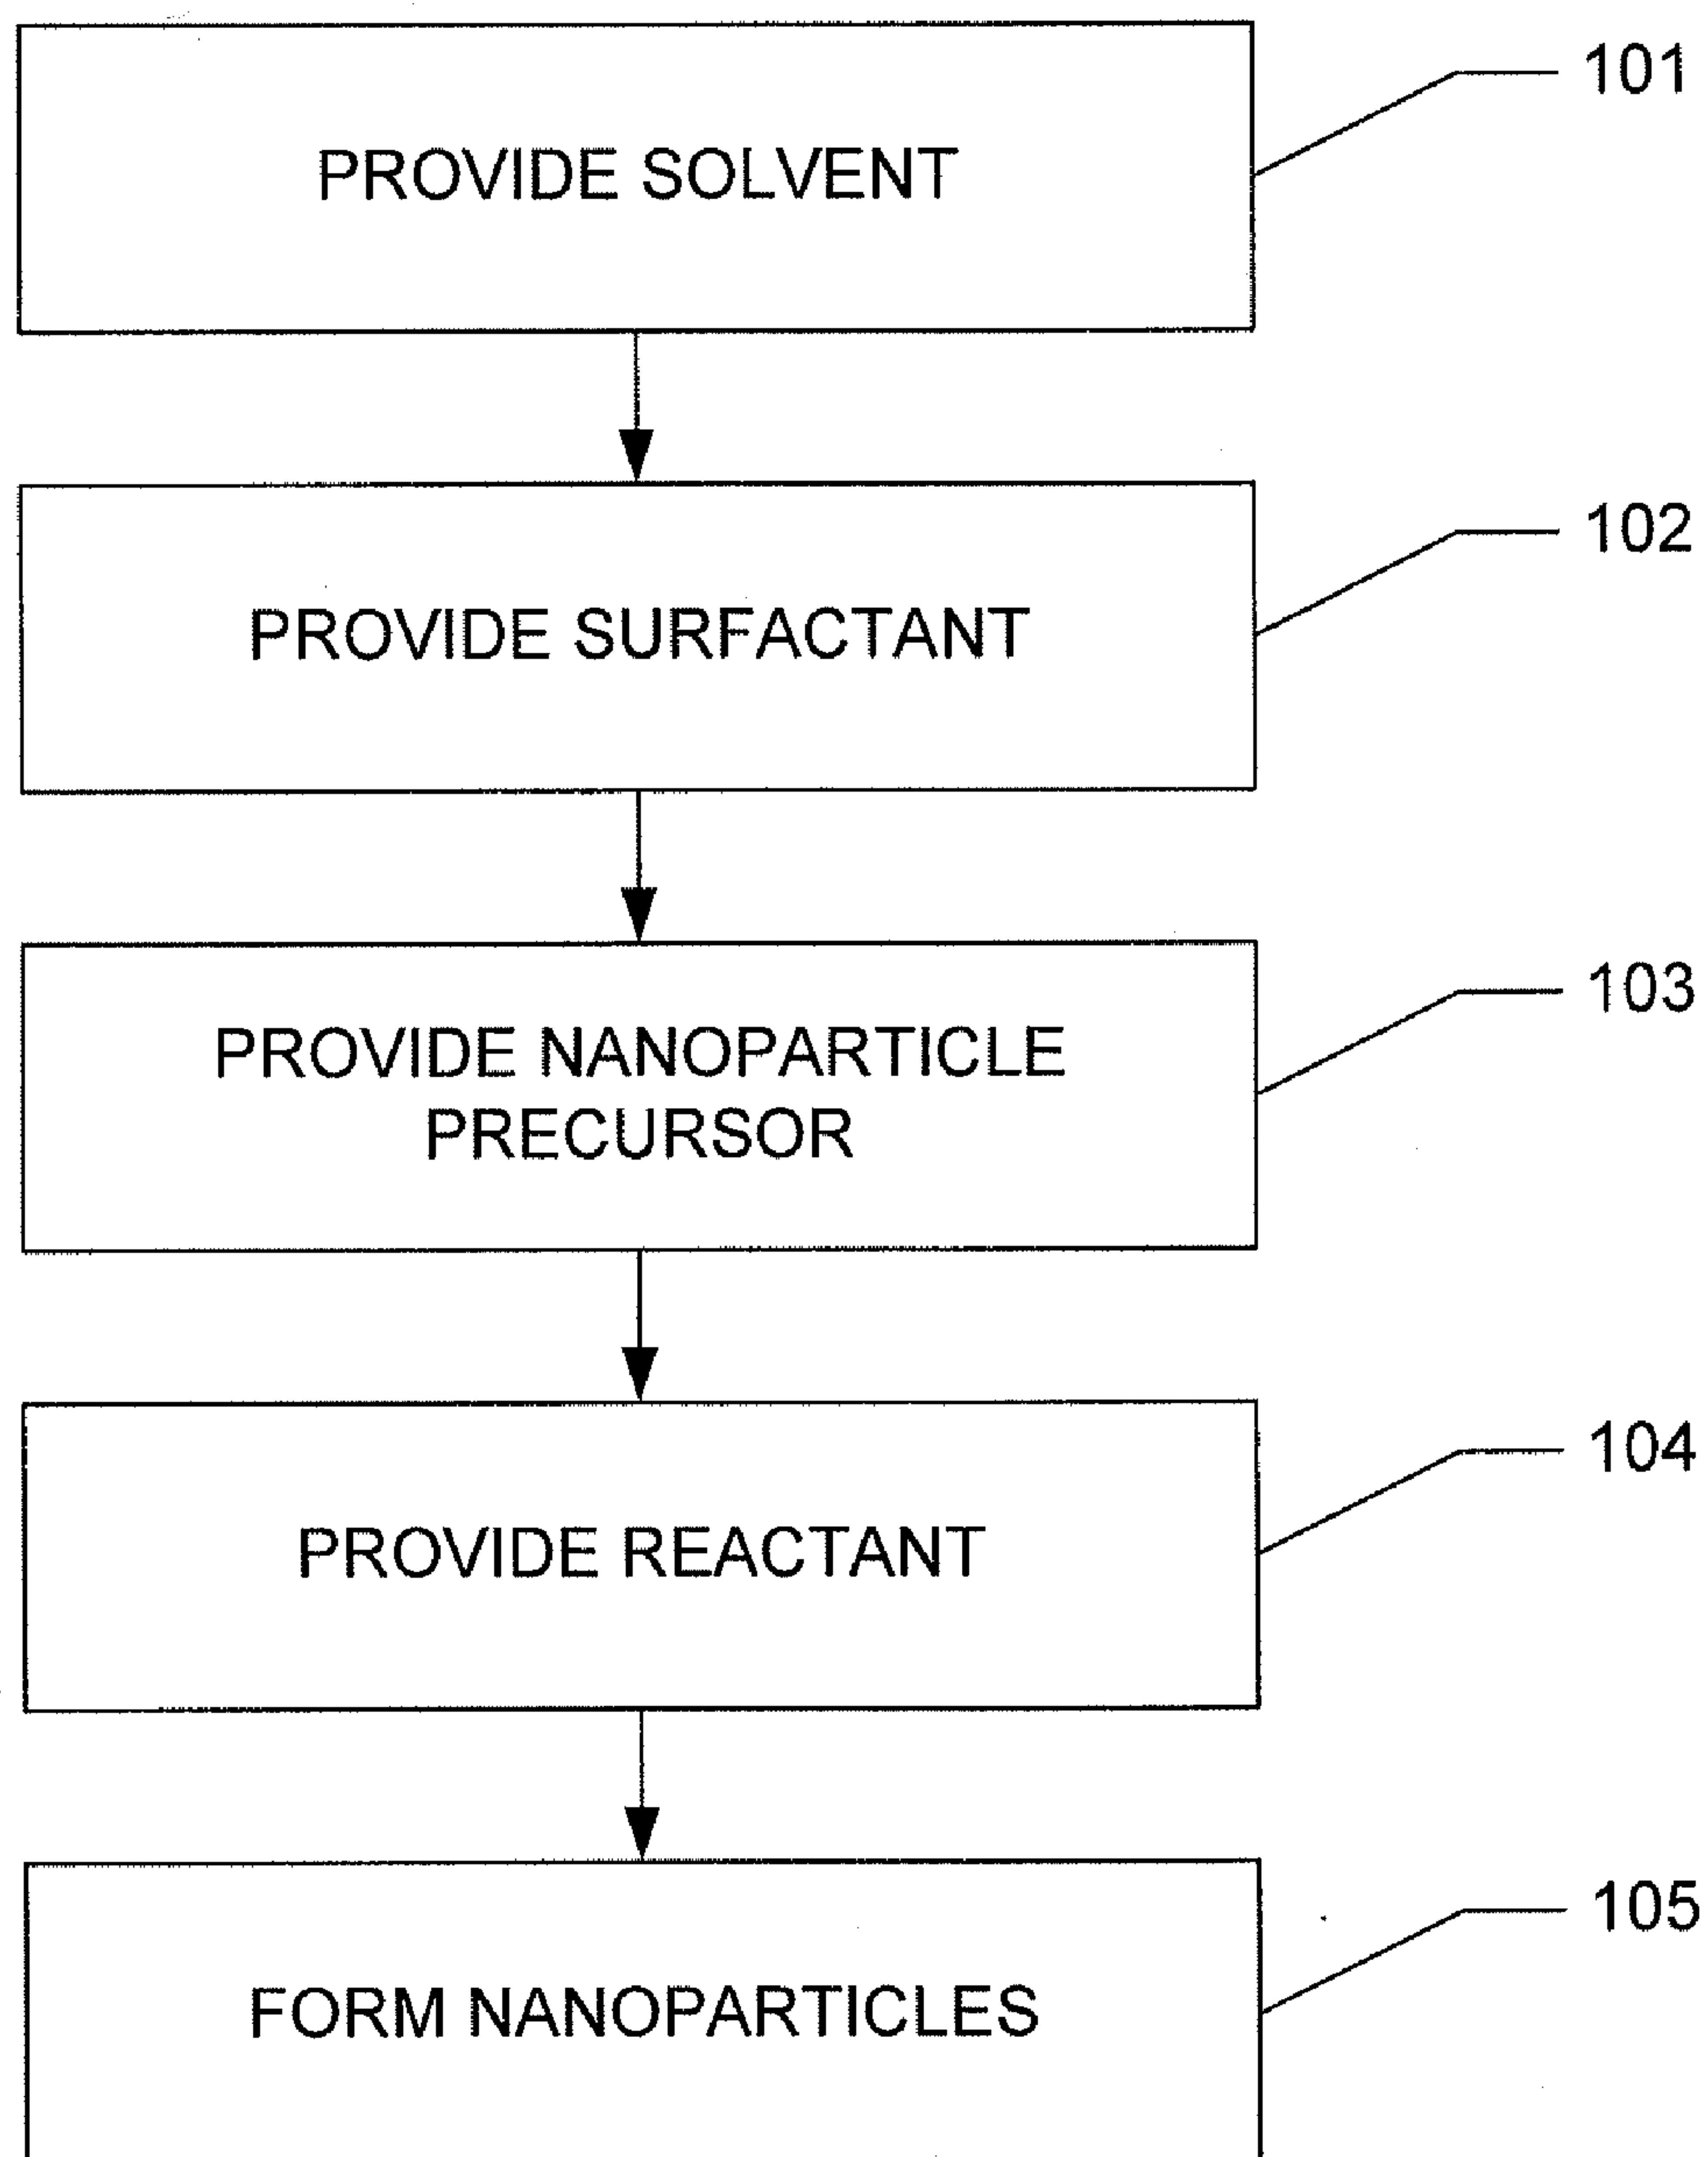 101
PROVIDE SOLVENT
102
PROVIDE SURFACTANT
103
PROVIDE NANOPARTICLE
PRECURSOR
104
PROVIDE REACTANT
105
FORM NANOPARTICLES